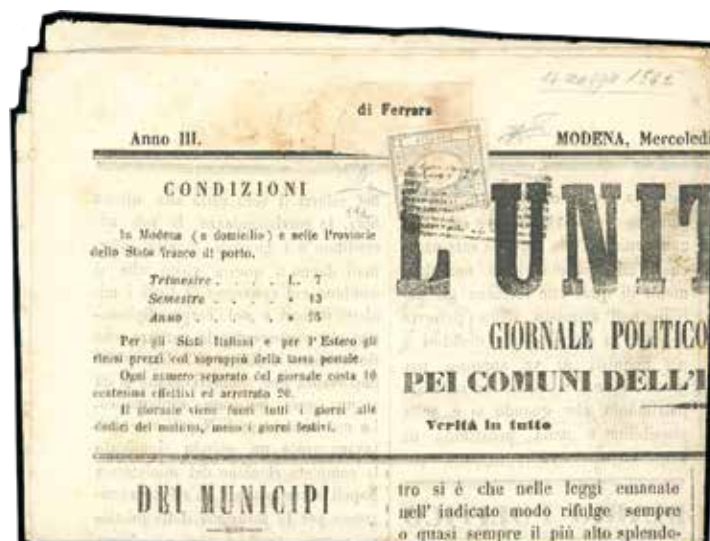 di Ferrara
Anno III.
MODENA, Mercoledì
CONDIZIONI
In Modena (a domicilio) e nelle Provincie
dello Stato franco di porto.
Trimestre . . . . . L. 7
Semestre . . . . . » 13
Anno . . . . . . » 25
Per gli Stati Italiani e per l'Estero gli
stessi prezzi col soprappiù della tassa postale.
Ogni numero separato del giornale costa 10
centesimi effettivi ed arretrato 20.
Il giornale viene fuori tutti i giorni alle
dodici del mattino, meno i giorni festivi.
L'UNIT
GIORNALE POLITICO
PEI COMUNI DELL'I
Verità in tutto
DEI MUNICIPI
tro si è che nelle leggi emanate
nell' indicato modo rifulge sempre
o quasi sempre il più alto splendo-